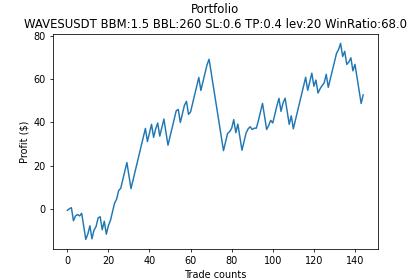 Portfolio
WAVESUSDT BBM:1.5 BBL:260 SL:0.6 TP:0.4 lev:20 WinRatio:68.0
80
60
40
20
0
Profit ($)
0 20 40 60 80 100 120 140
Trade counts